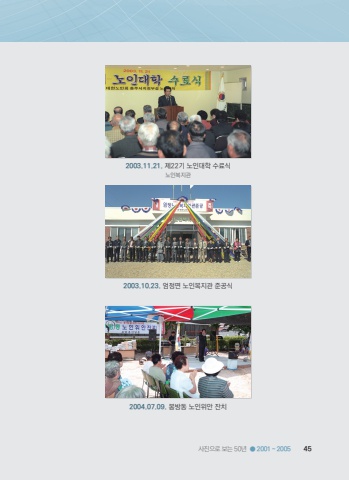 노인대학 수료식
2003.11.21. 제22기 노인대학 수료식
노인복지관
2003.10.23. 엄정면 노인복지관 준공식
2004.07.09. 봉방동 노인위안 잔치
사진으로 보는 50년 ● 2001 ~ 2005 45